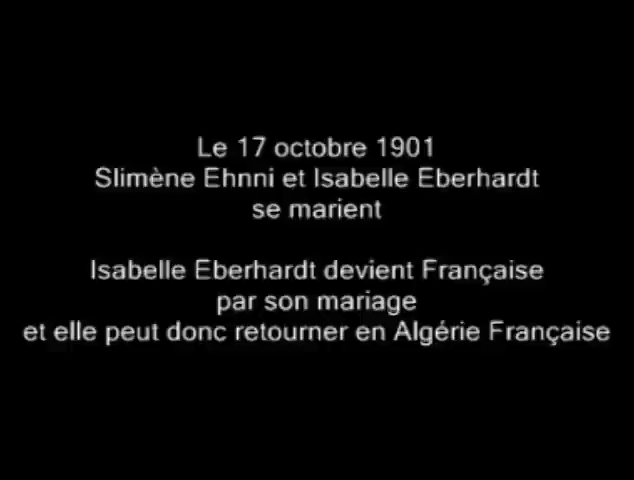 Le 17 octobre 1901
Slimène Ehnni et Isabelle Eberhardt
se marient
Isabelle Eberhardt devient Française
par son mariage
et elle peut donc retourner en Algérie Française